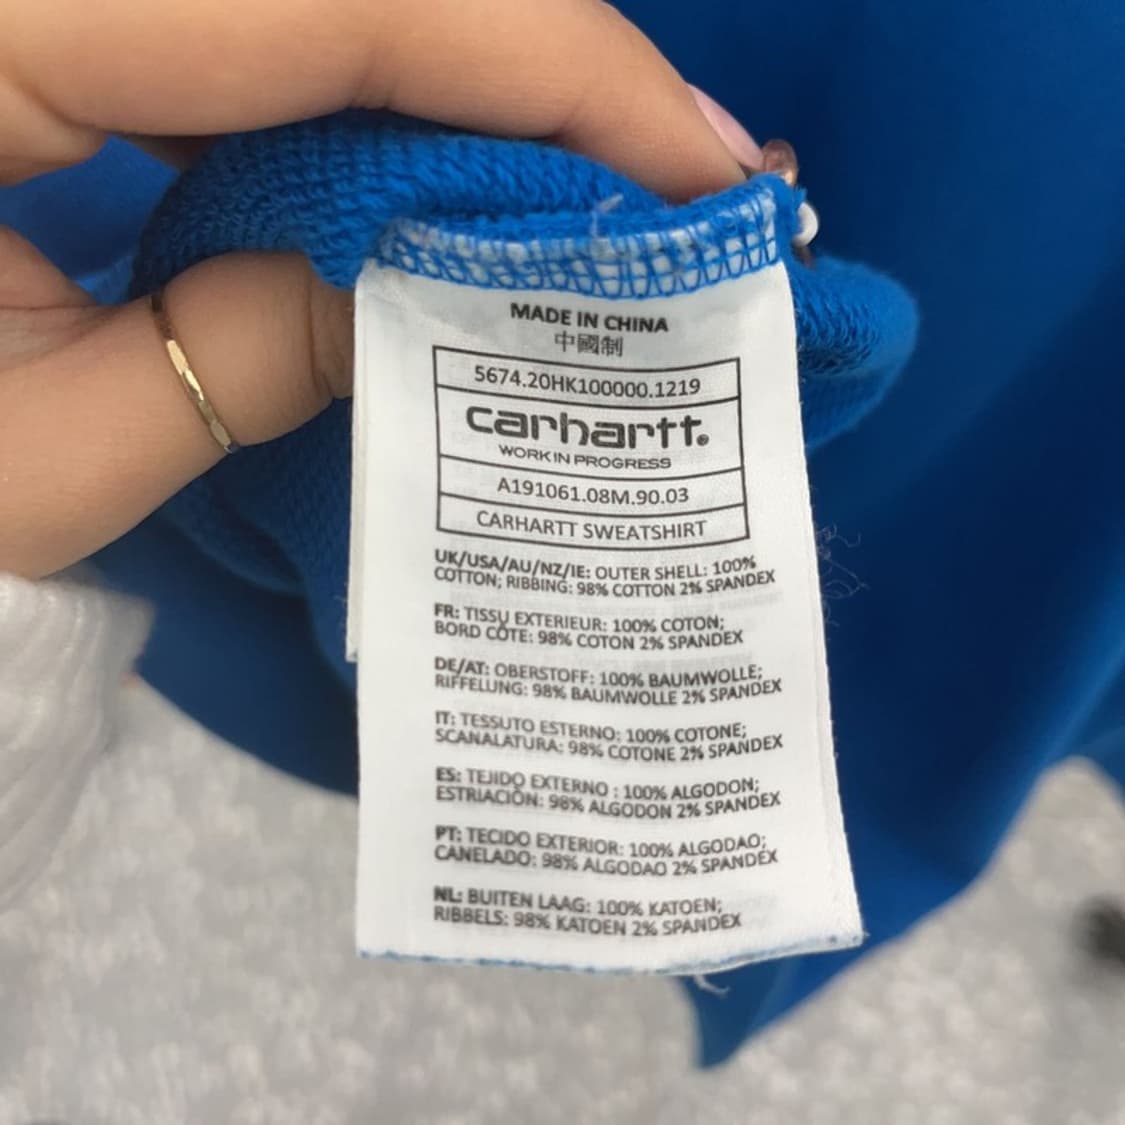 MADE IN CHINA
中國制
5674.20HK100000.1219
carhartt.
WORK IN PROGRESS
A191061.08M.90.03
CARHARTT SWEATSHIRT
UK/USA/AU/NZ/IE: OUTER SHELL: 100%
COTTON; RIBBING: 98% COTTON 2% SPANDEX
FR: TISSU EXTERIEUR: 100% COTON;
BORD CÔTE: 98% COTON 2% SPANDEX
DE/AT: OBERSTOFF: 100% BAUMWOLLE;
RIFFELUNG: 98% BAUMWOLLE 2% SPANDEX
IT: TESSUTO ESTERNO: 100% COTONE;
SCANALATURA: 98% COTONE 2% SPANDEX
ES: TEJIDO EXTERNO : 100% ALGODON;
ESTRIACIÓN: 98% ALGODON 2% SPANDEX
PT: TECIDO EXTERIOR: 100% ALGODAO;
CANELADO: 98% ALGODAO 2% SPANDEX
NL: BUITEN LAAG: 100% KATOEN;
RIBBELS: 98% KATOEN 2% SPANDEX